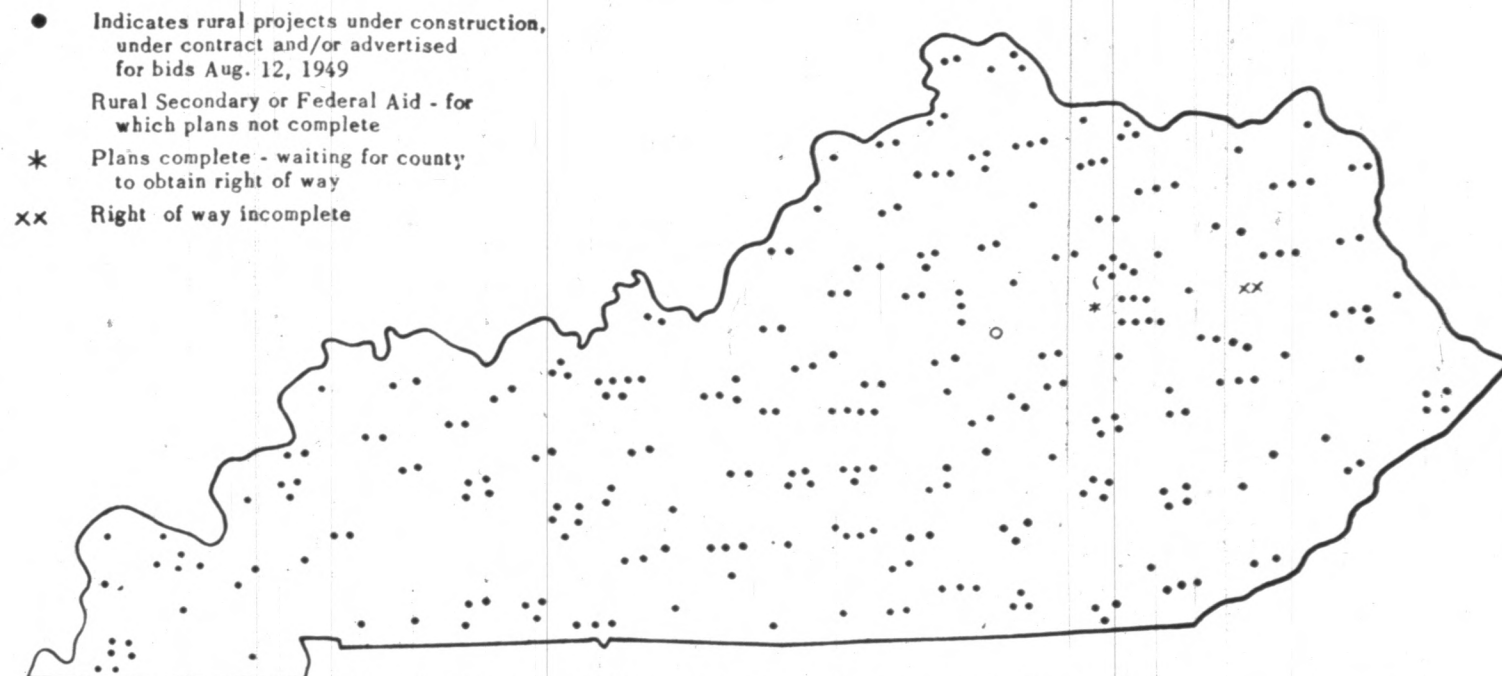 ● Indicates rural projects under construction,
under contract and/or advertised
for bids Aug. 12, 1949
Rural Secondary or Federal Aid - for
which plans not complete
* Plans complete - waiting for county
to obtain right of way
xx Right of way incomplete
xx
*